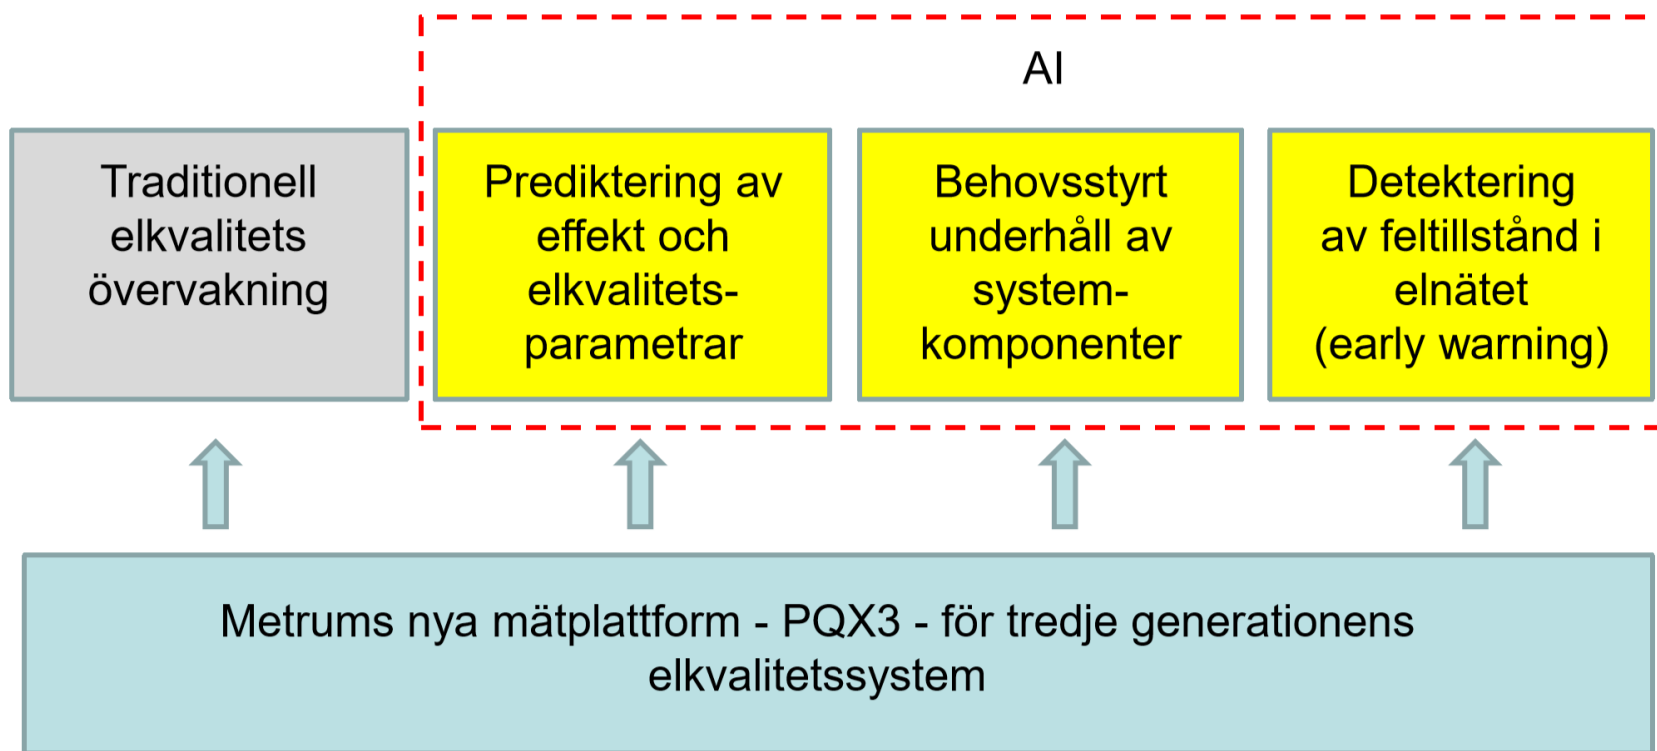 AI
Traditionell
elkvalitets
övervakning
Prediktering av
effekt och
elkvalitets-
parametrar
Behovsstyrt
underhåll av
system-
komponenter
Detektering
av feltillstånd i
elnätet
(early warning)
Metrums nya mätplattform - PQX3 - för tredje generationens
elkvalitetssystem